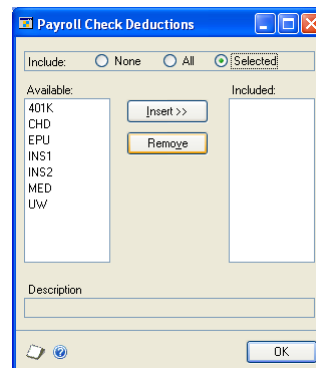 Payroll Check Deductions
Include: None All Selected
Available: Included:
401K
CHD
EPU
INS1
INS2
MED
UW
Insert >>
Remove
Description
OK